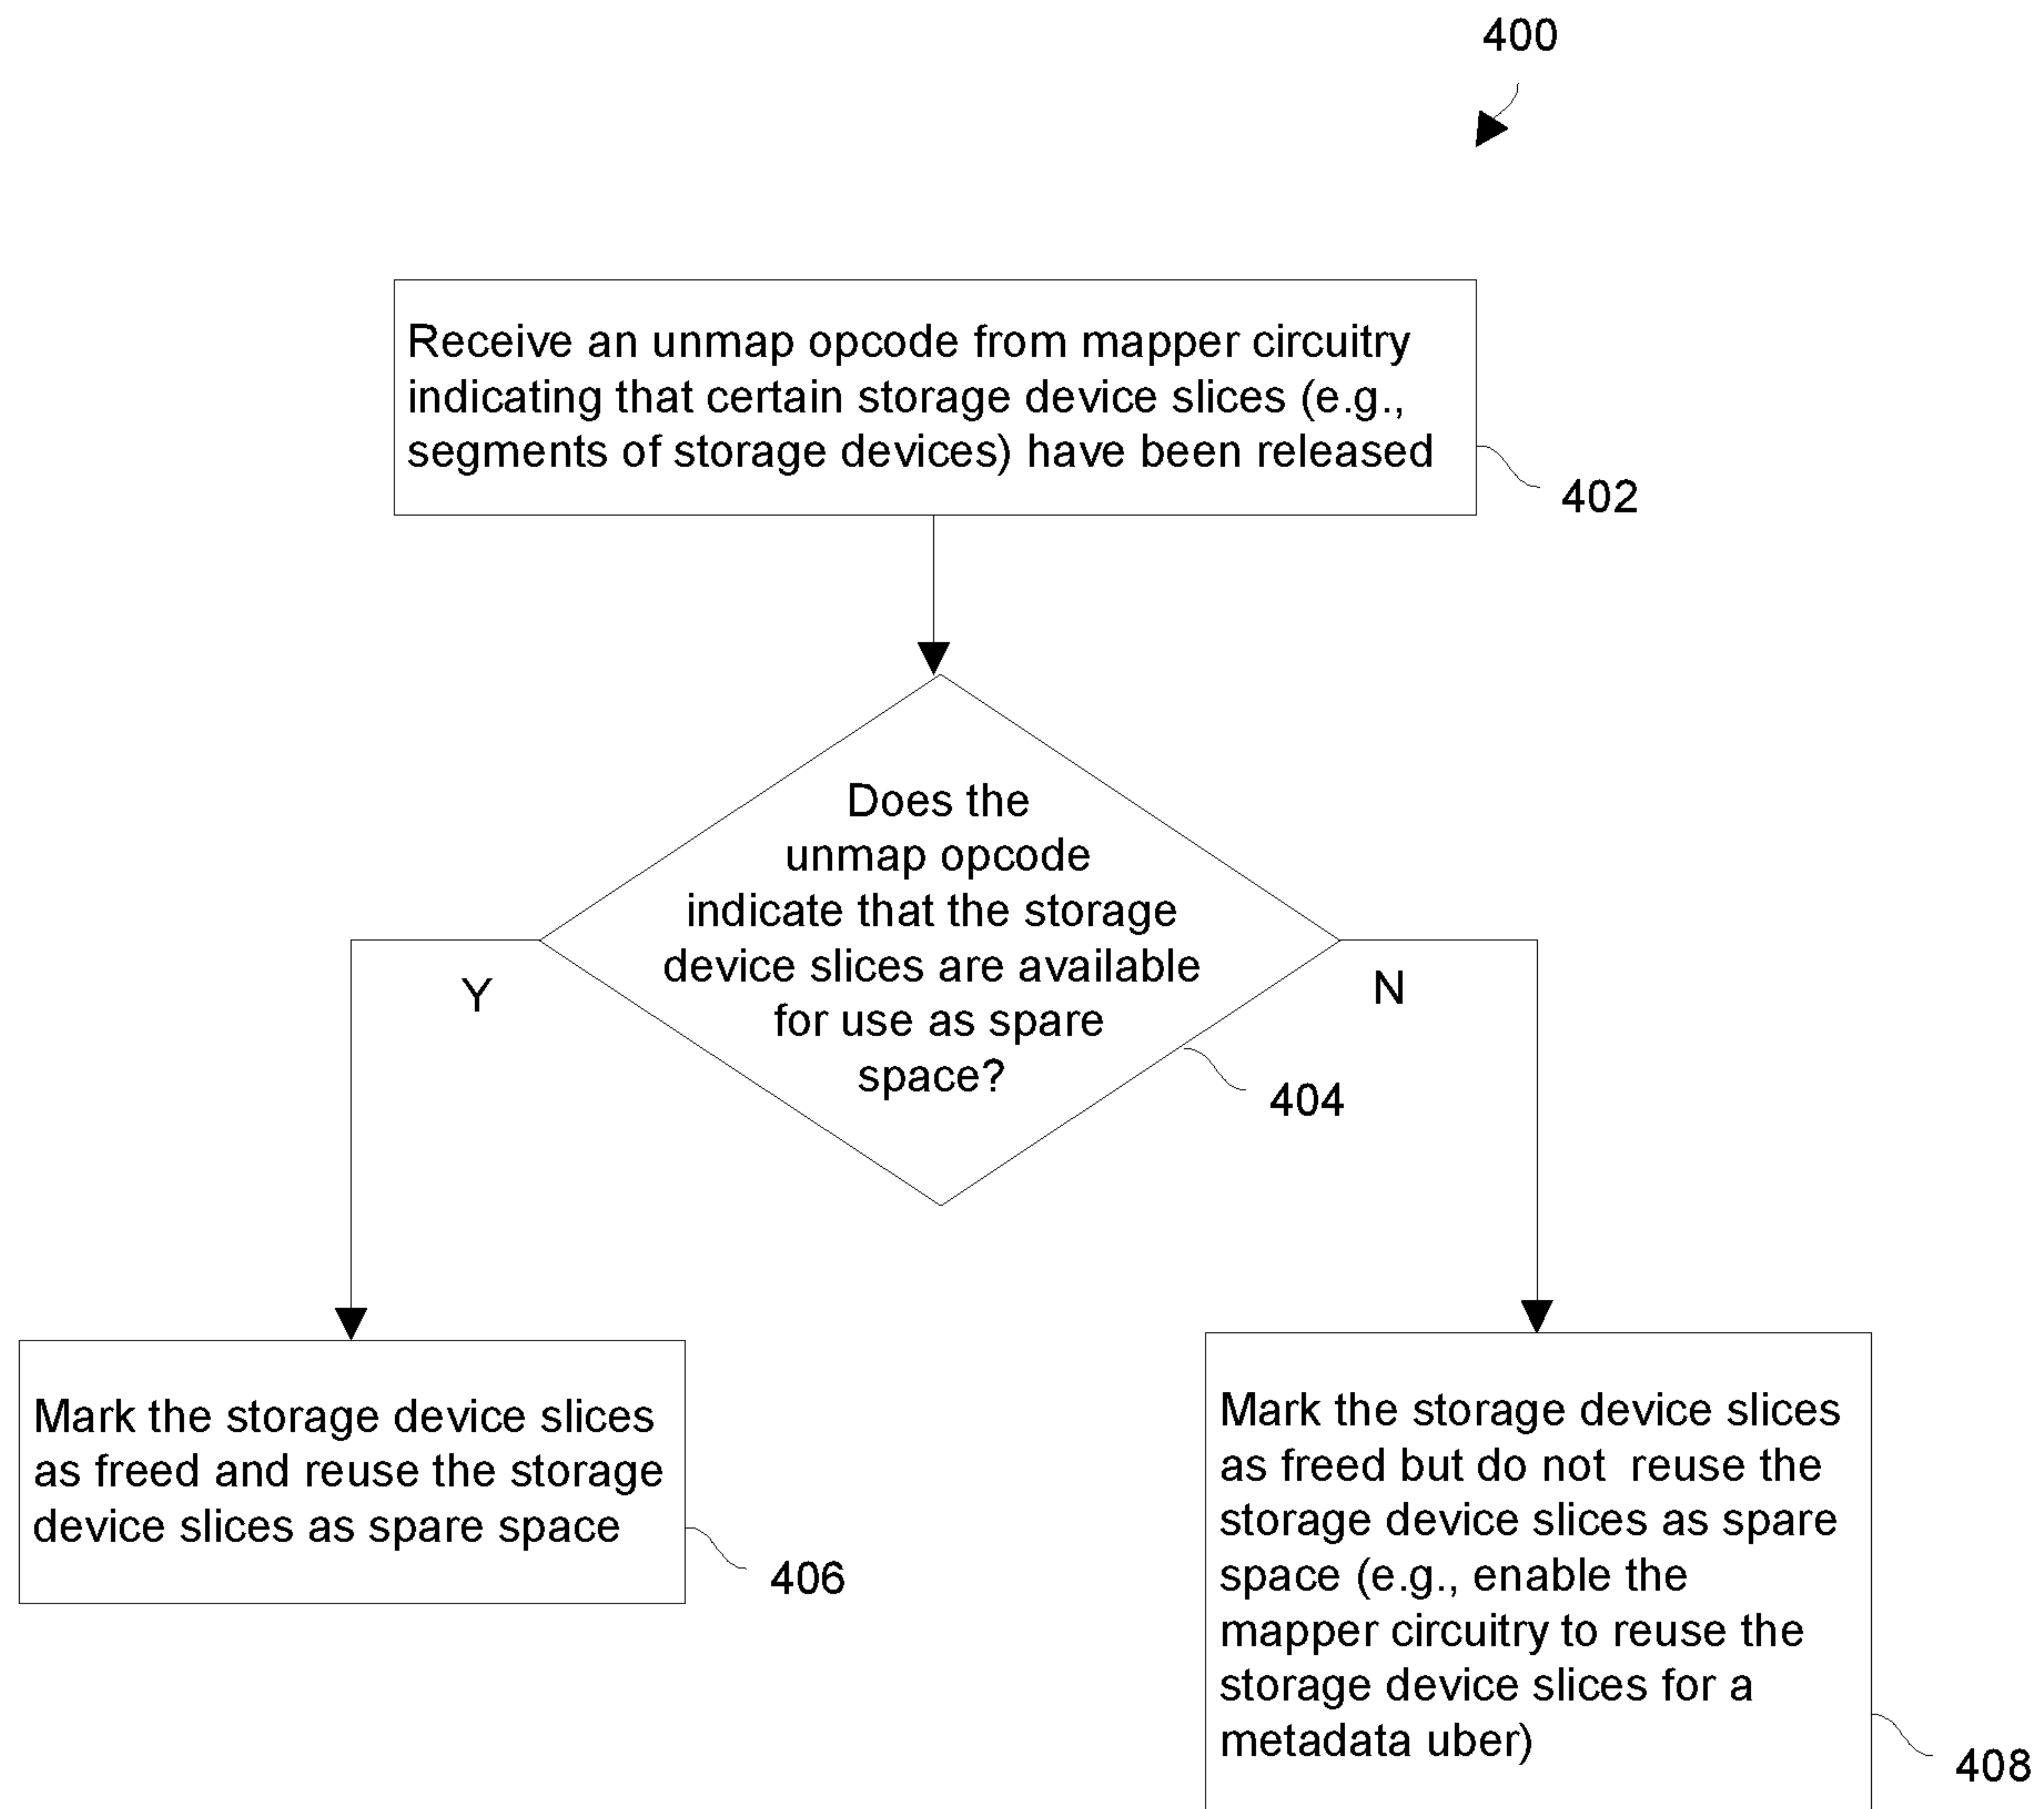 400
Receive an unmap opcode from mapper circuitry
indicating that certain storage device slices (e.g.,
segments of storage devices) have been released
402
Does the
unmap opcode
indicate that the storage
device slices are available
for use as spare
space?
Y
N
404
Mark the storage device slices
as freed and reuse the storage
device slices as spare space
406
Mark the storage device slices
as freed but do not  reuse the
storage device slices as spare
space (e.g., enable the
mapper circuitry to reuse the
storage device slices for a
metadata uber)
408